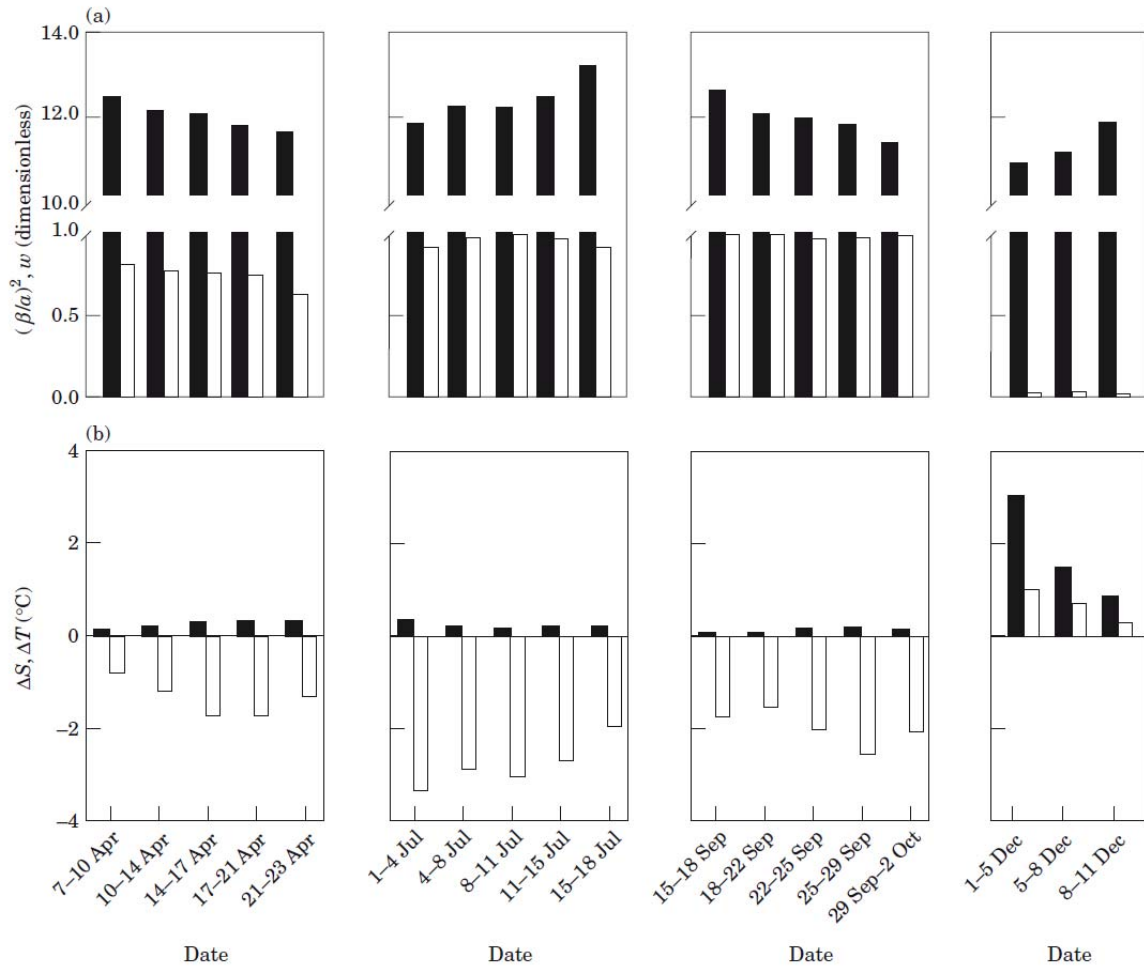 (a)
14.0
12.0
10.0
1.0
0.5
0.0
(β/a)², w (dimensionless)
(b)
4
2
0
−2
−4
ΔS, ΔT (°C)
7–10 Apr
10–14 Apr
14–17 Apr
17–21 Apr
21–23 Apr
1–4 Jul
4–8 Jul
8–11 Jul
11–15 Jul
15–18 Jul
15–18 Sep
18–22 Sep
22–25 Sep
25–29 Sep
29 Sep–2 Oct
1–5 Dec
5–8 Dec
8–11 Dec
Date
Date
Date
Date